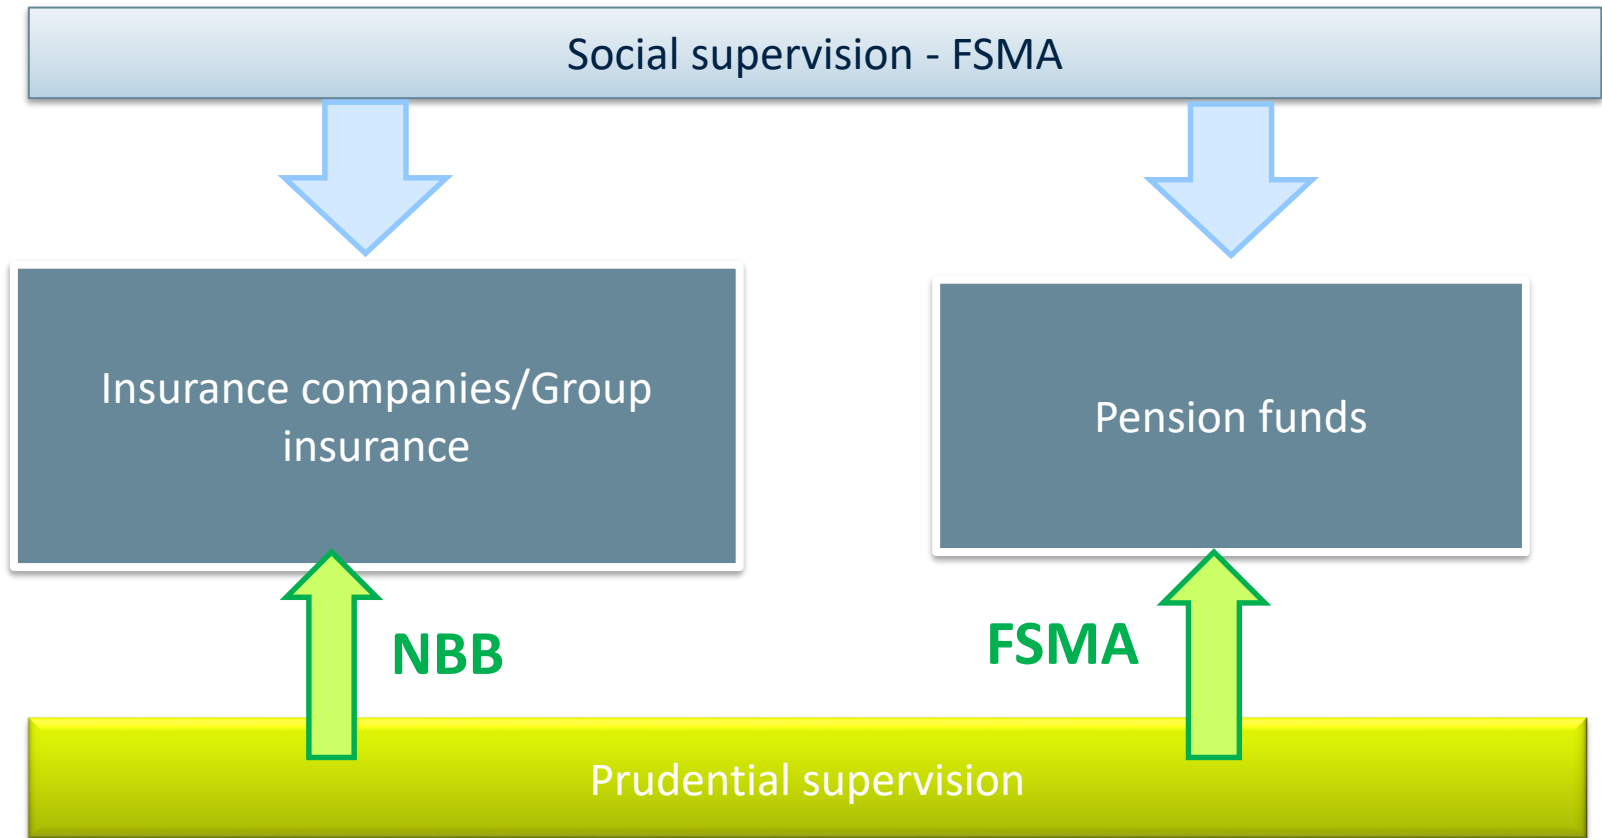 Social supervision - FSMA
Insurance companies/Group
insurance
Pension funds
NBB
FSMA
Prudential supervision